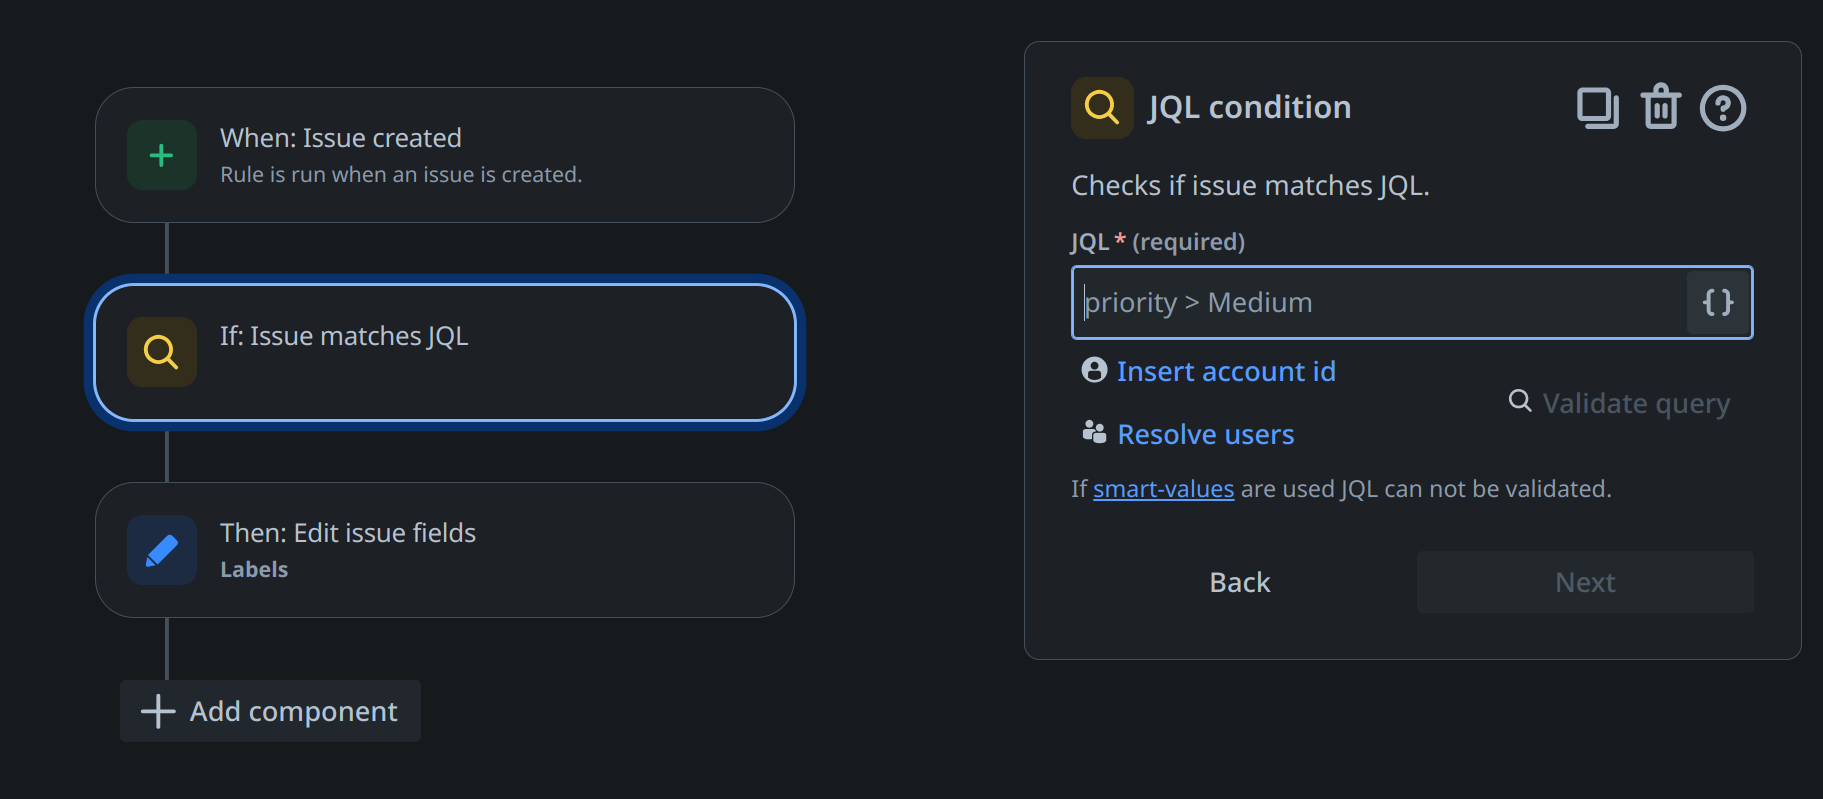 When: Issue created
Rule is run when an issue is created.
If: Issue matches JQL
Then: Edit issue fields
Labels
Add component
JQL condition
Checks if issue matches JQL.
JQL * (required)
priority > Medium
{}
Insert account id
Validate query
Resolve users
If smart-values are used JQL can not be validated.
Back
Next